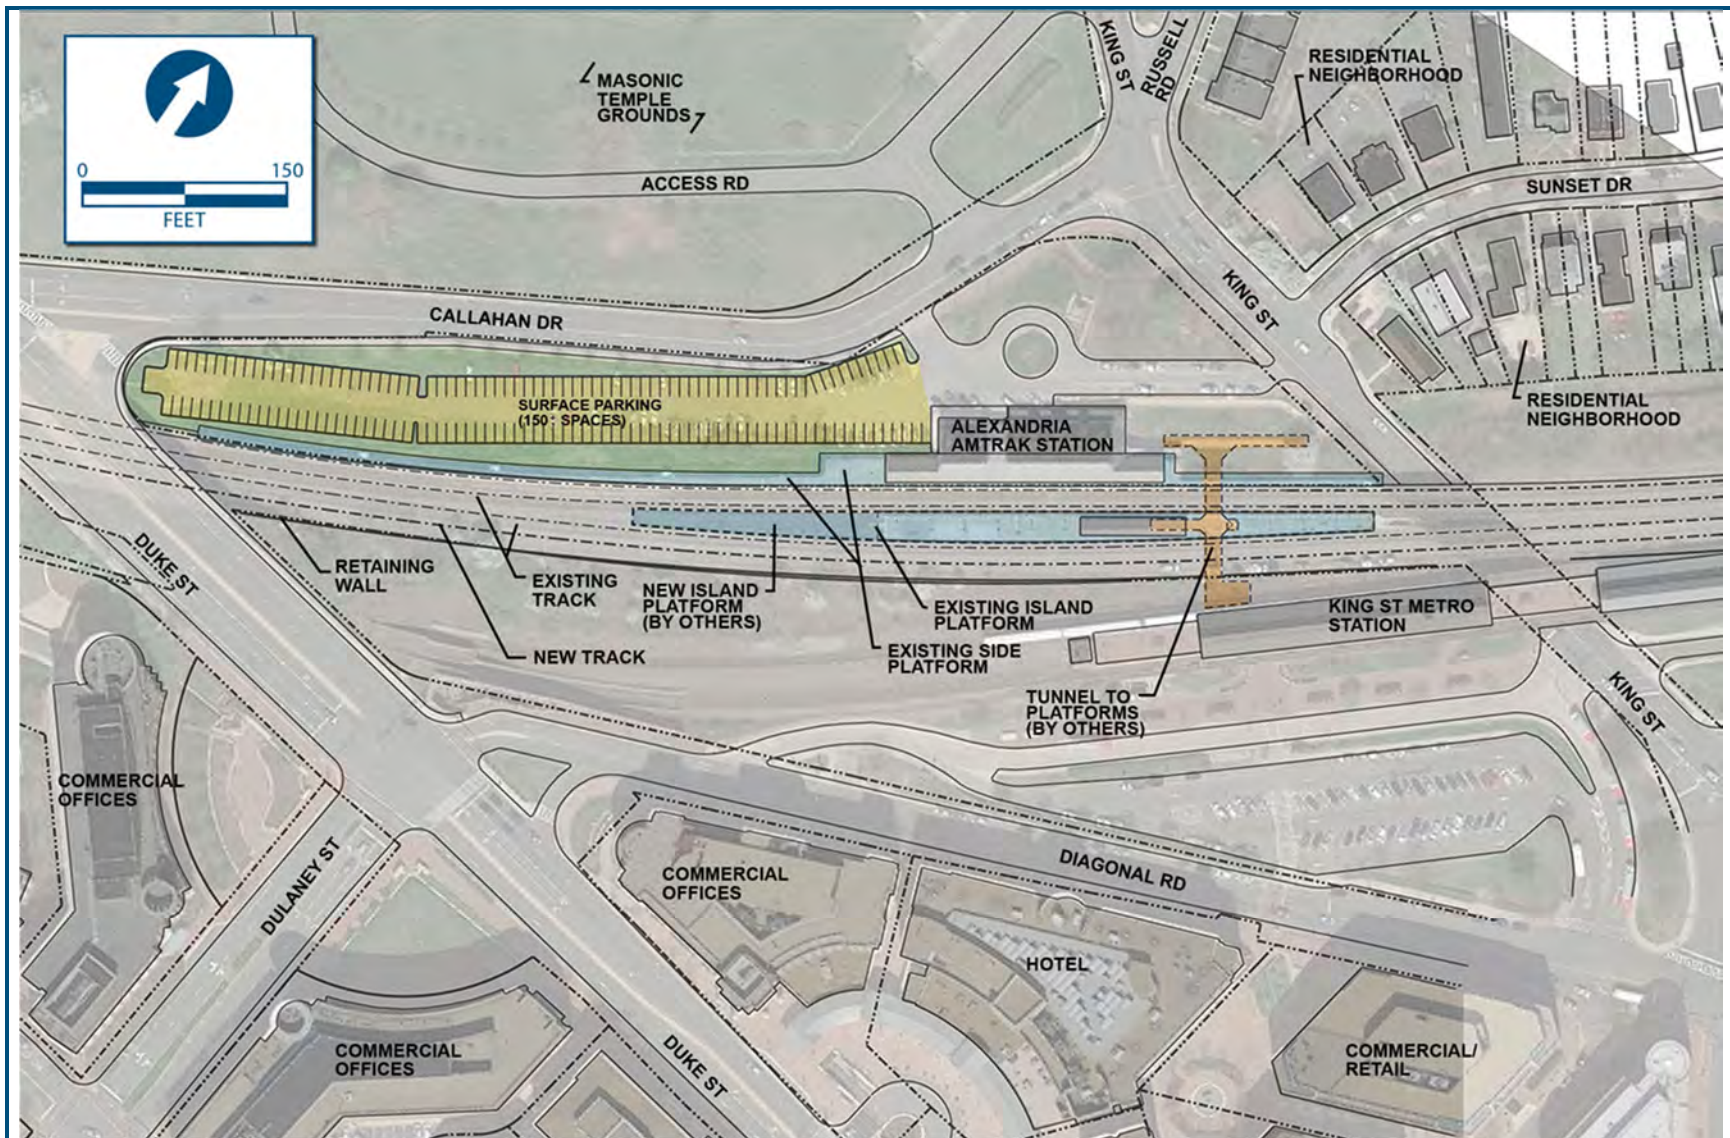 KING ST
RUSSELL
RD
RESIDENTIAL
NEIGHBORHOOD
MASONIC
TEMPLE
GROUNDS
0 150
FEET
ACCESS RD
SUNSET DR
KING ST
CALLAHAN DR
SURFACE PARKING
(150± SPACES)
ALEXANDRIA
AMTRAK STATION
RESIDENTIAL
NEIGHBORHOOD
DUKE ST
RETAINING
WALL
EXISTING
TRACK
NEW TRACK
NEW ISLAND
PLATFORM
(BY OTHERS)
EXISTING ISLAND
PLATFORM
EXISTING SIDE
PLATFORM
KING ST METRO
STATION
TUNNEL TO
PLATFORMS
(BY OTHERS)
KING ST
COMMERCIAL
OFFICES
DULANEY ST
COMMERCIAL
OFFICES
DIAGONAL RD
HOTEL
COMMERCIAL
OFFICES
DUKE ST
COMMERCIAL/
RETAIL